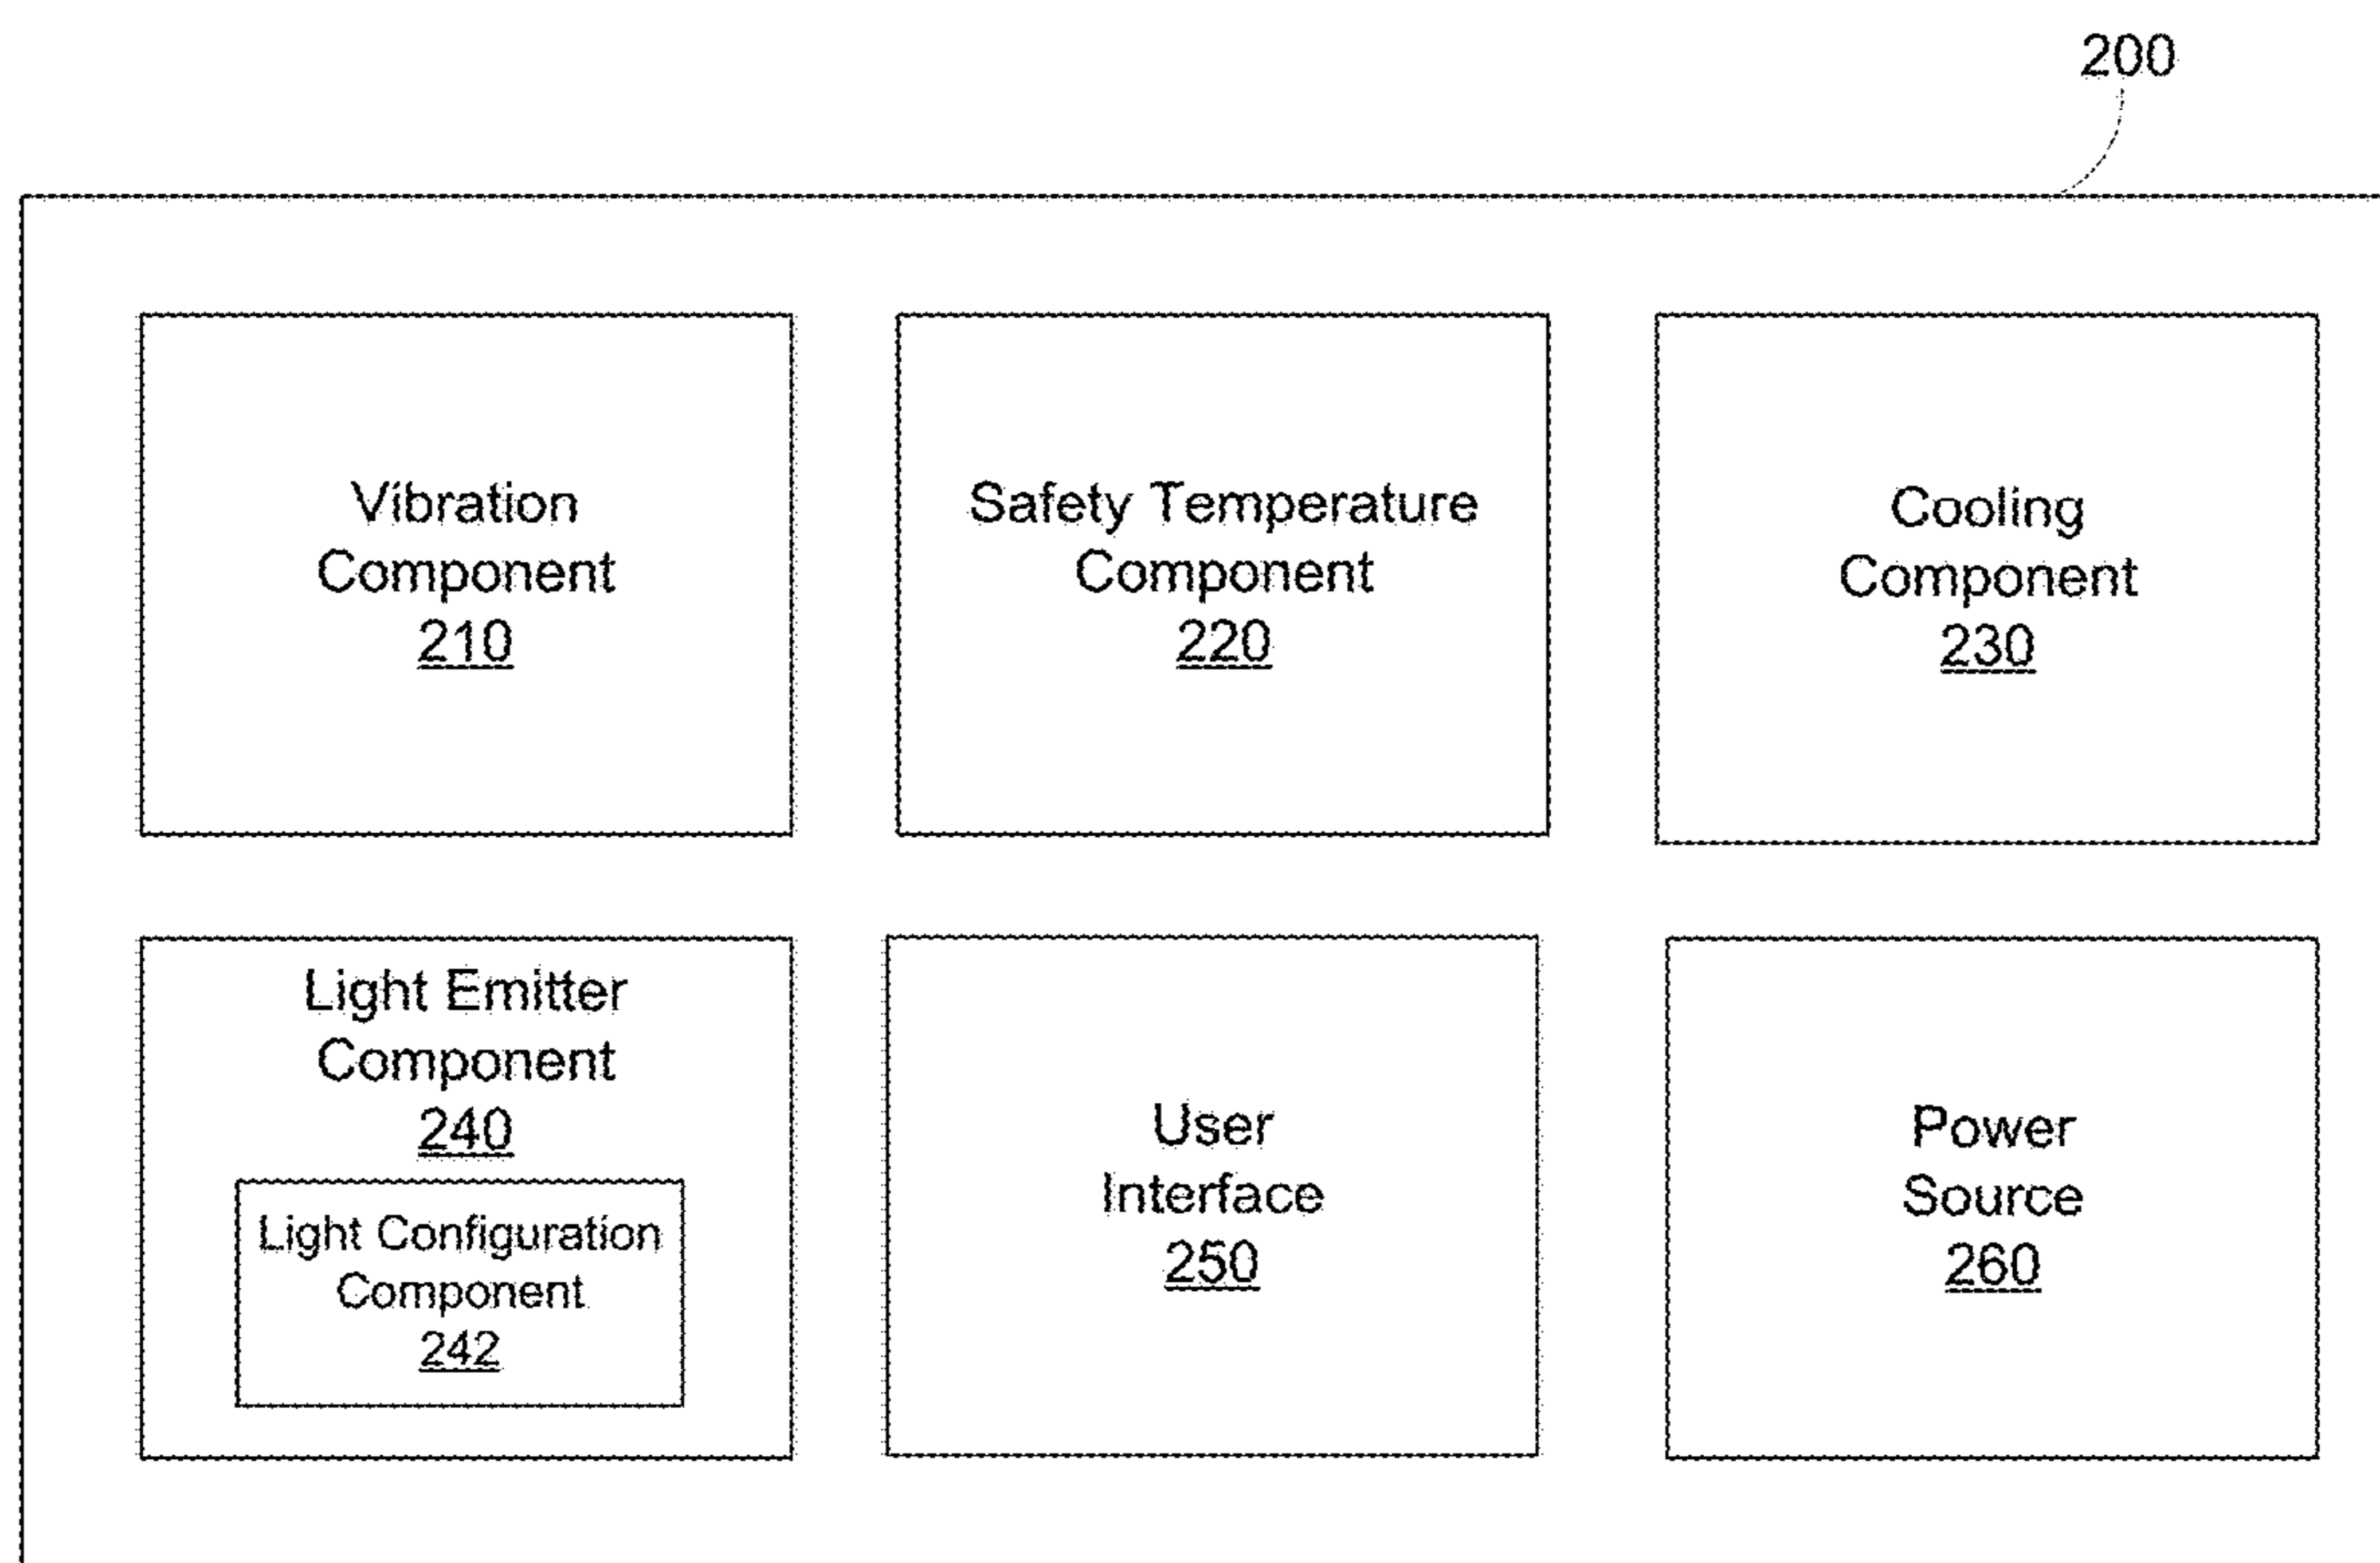 200
Vibration
Component
210
Safety Temperature
Component
220
Cooling
Component
230
Light Emitter
Component
240
Light Configuration
Component
242
User
Interface
250
Power
Source
260